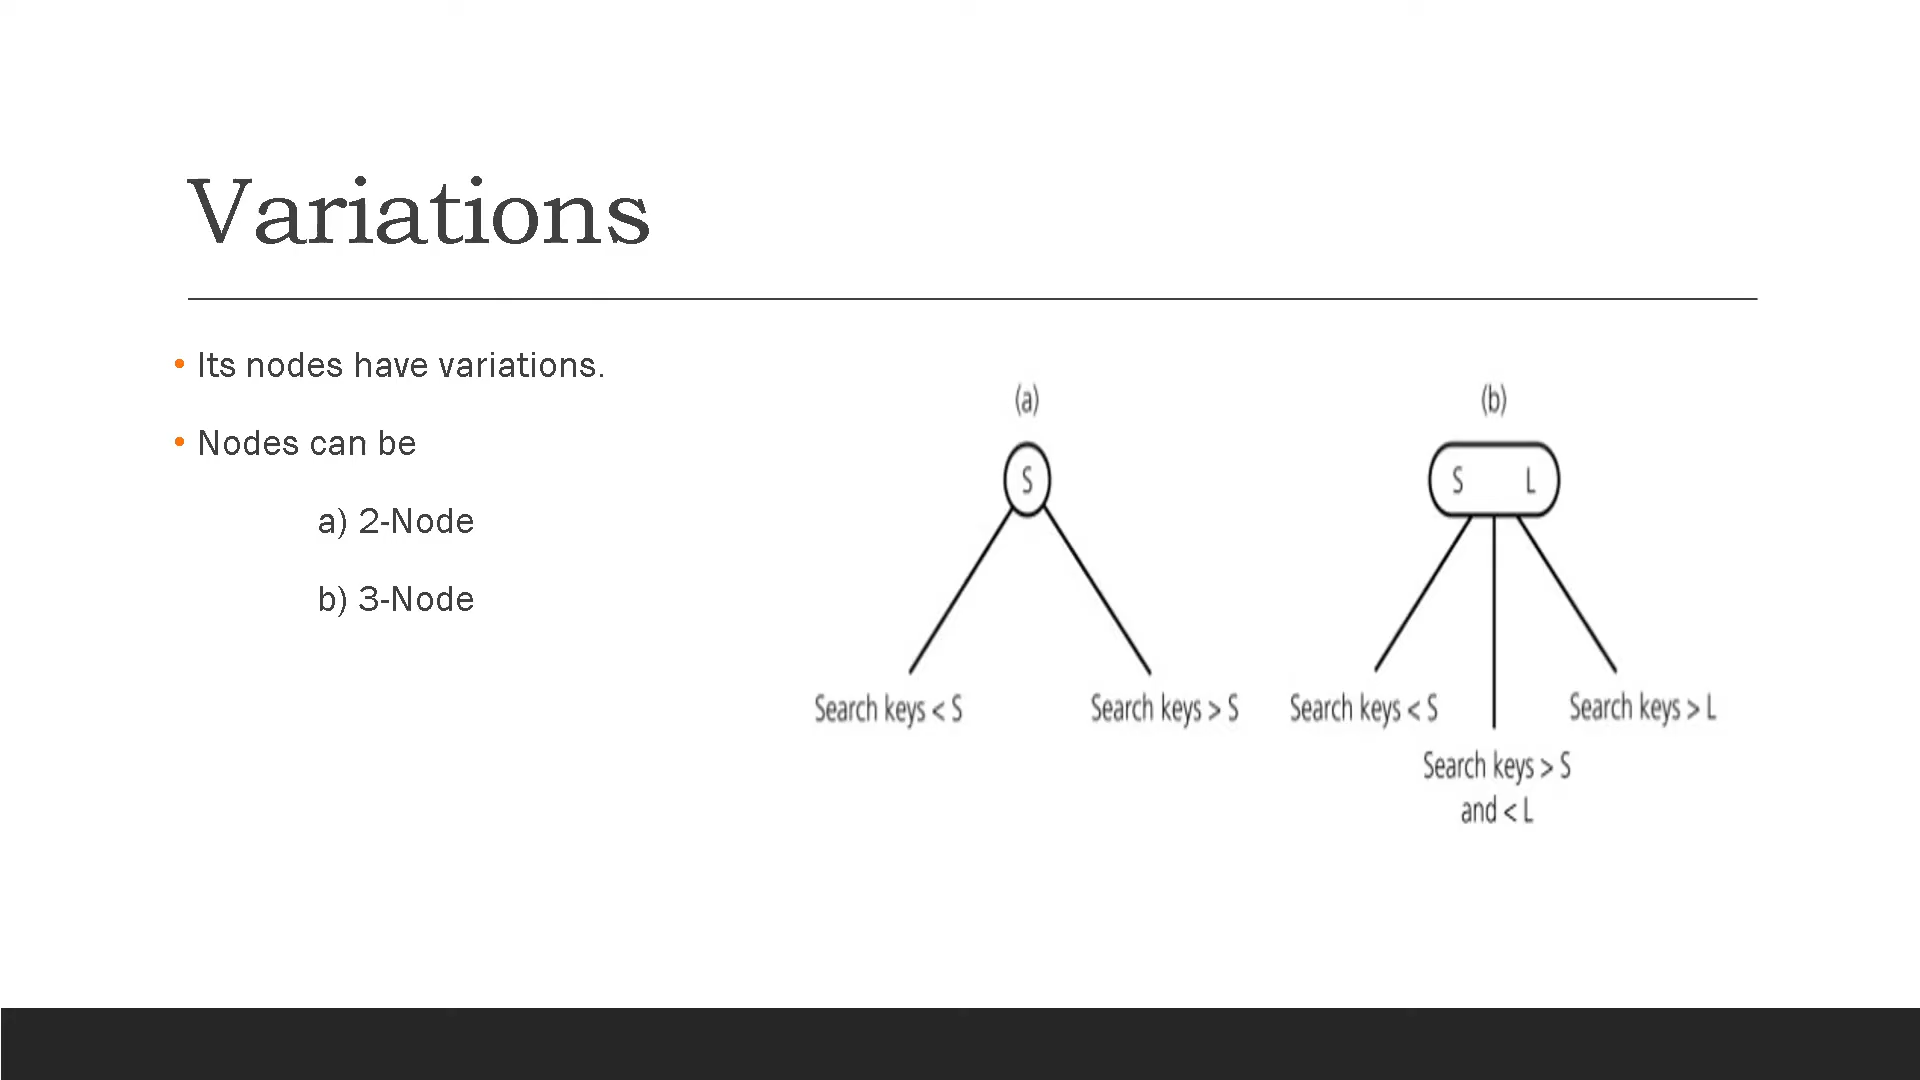 Variations
• Its nodes have variations.
• Nodes can be
a) 2-Node
b) 3-Node
(a)
S
Search keys < S
Search keys > S
(b)
S L
Search keys < S
Search keys > S
and < L
Search keys > L